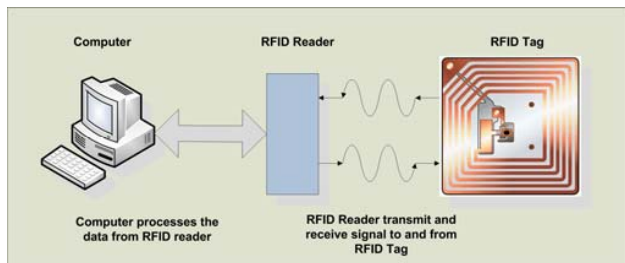 Computer
RFID Reader
RFID Tag
Computer processes the
data from RFID reader
RFID Reader transmit and
receive signal to and from
RFID Tag